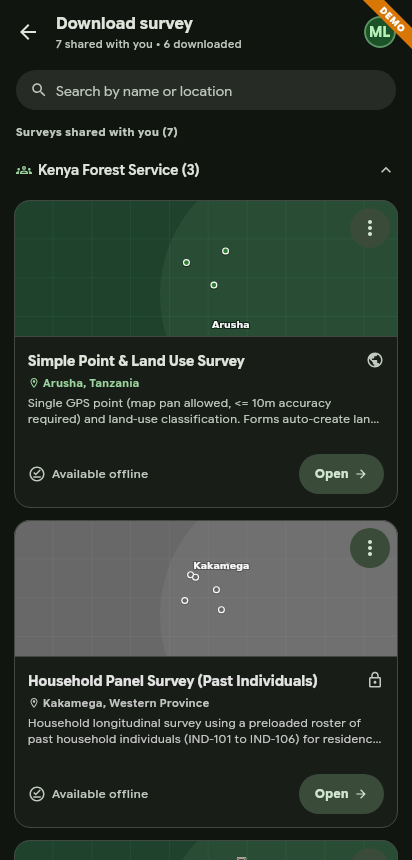 Download survey
7 shared with you • 6 downloaded
DEMO
ML
Search by name or location
Surveys shared with you (7)
Kenya Forest Service (3)
Arusha
Simple Point & Land Use Survey
Arusha, Tanzania
Single GPS point (map pan allowed, <= 10m accuracy
required) and land-use classification. Forms auto-create lan...
Available offline
Open
Kakamega
Household Panel Survey (Past Individuals)
Kakamega, Western Province
Household longitudinal survey using a preloaded roster of
past household individuals (IND-101 to IND-106) for residenc...
Available offline
Open